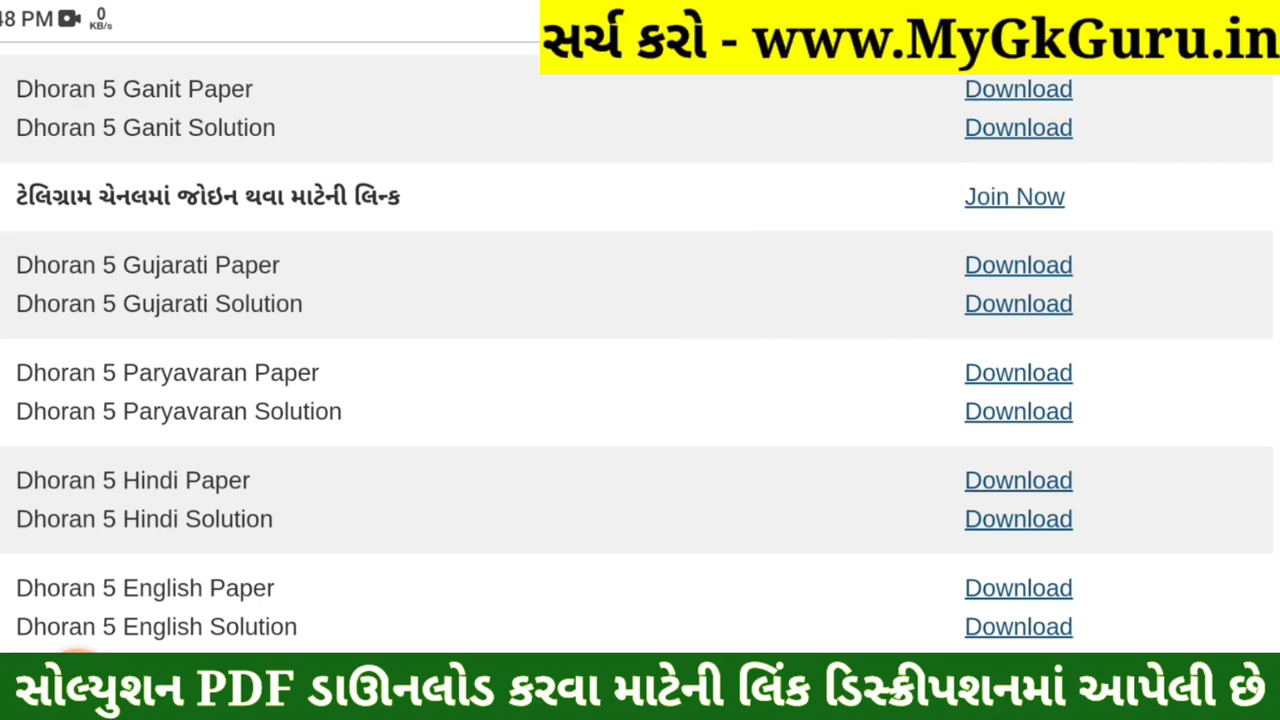 48 PM 0 KB/s
સર્ચ કરો - www.MyGkGuru.in
Dhoran 5 Ganit Paper Download
Dhoran 5 Ganit Solution Download
ટેલિગ્રામ ચેનલમાં જોઇન થવા માટેની લિન્ક Join Now
Dhoran 5 Gujarati Paper Download
Dhoran 5 Gujarati Solution Download
Dhoran 5 Paryavaran Paper Download
Dhoran 5 Paryavaran Solution Download
Dhoran 5 Hindi Paper Download
Dhoran 5 Hindi Solution Download
Dhoran 5 English Paper Download
Dhoran 5 English Solution Download
સોલ્યુશન PDF ડાઊનલોડ કરવા માટેની લિંક ડિસ્ક્રીપશનમાં આપેલી છે